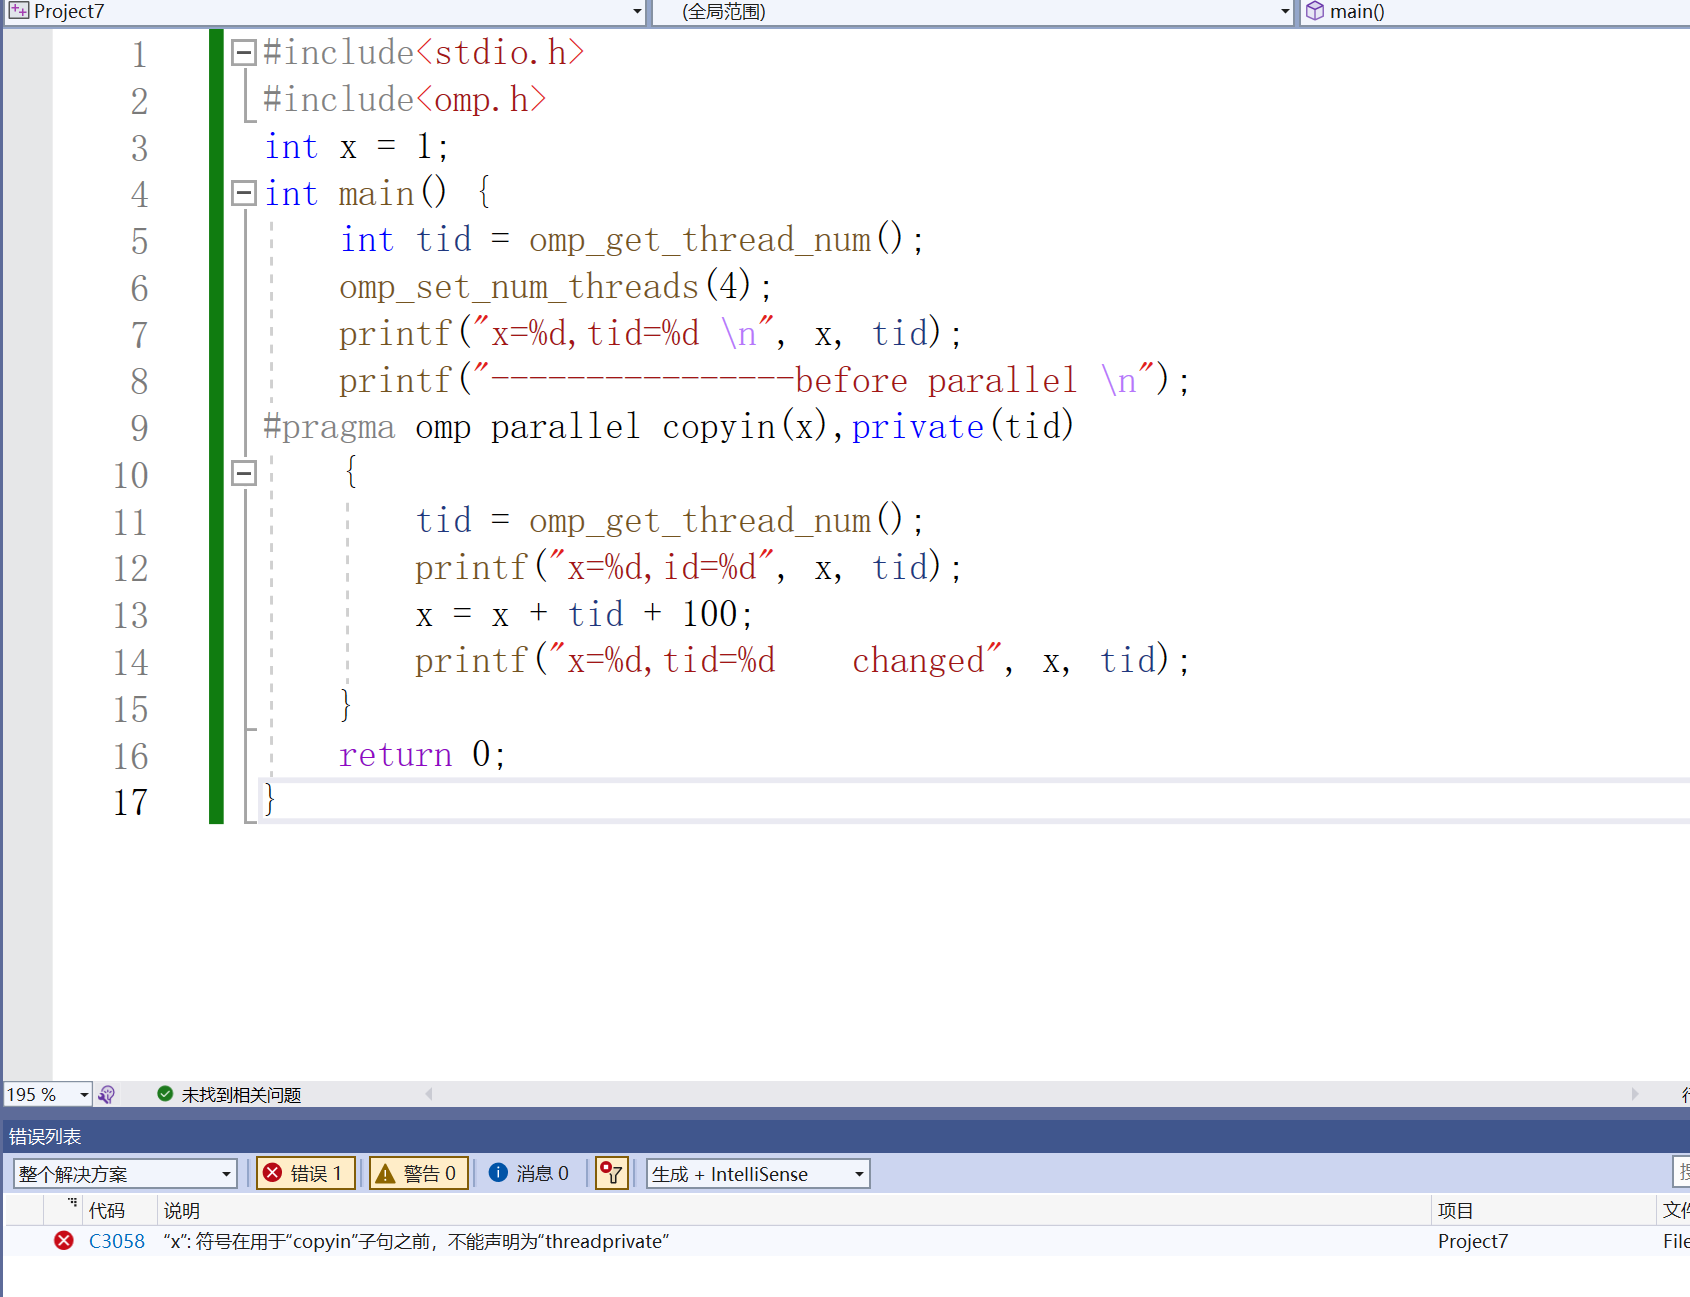 Project7 (全局范围) main()
1 #include<stdio.h>
2 #include<omp.h>
3 int x = 1;
4 int main() {
5 int tid = omp_get_thread_num();
6 omp_set_num_threads(4);
7 printf("x=%d,tid=%d \n", x, tid);
8 printf("----------------before parallel \n");
9 #pragma omp parallel copyin(x),private(tid)
10 {
11 tid = omp_get_thread_num();
12 printf("x=%d,id=%d", x, tid);
13 x = x + tid + 100;
14 printf("x=%d,tid=%d    changed", x, tid);
15 }
16 return 0;
17 }
195 % 未找到相关问题
错误列表
整个解决方案 错误 1 警告 0 消息 0 生成 + IntelliSense
代码 说明 项目
C3058 “x”: 符号在用于“copyin”子句之前，不能声明为“threadprivate” Project7